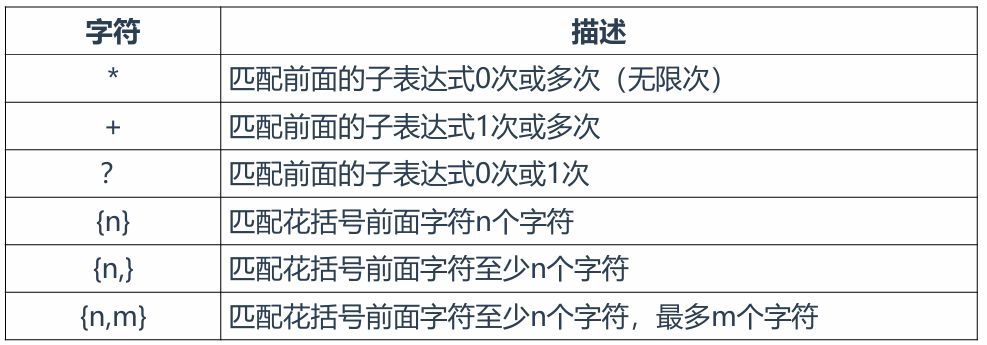 字符 描述
* 匹配前面的子表达式0次或多次（无限次）
+ 匹配前面的子表达式1次或多次
? 匹配前面的子表达式0次或1次
{n} 匹配花括号前面字符n个字符
{n,} 匹配花括号前面字符至少n个字符
{n,m} 匹配花括号前面字符至少n个字符，最多m个字符